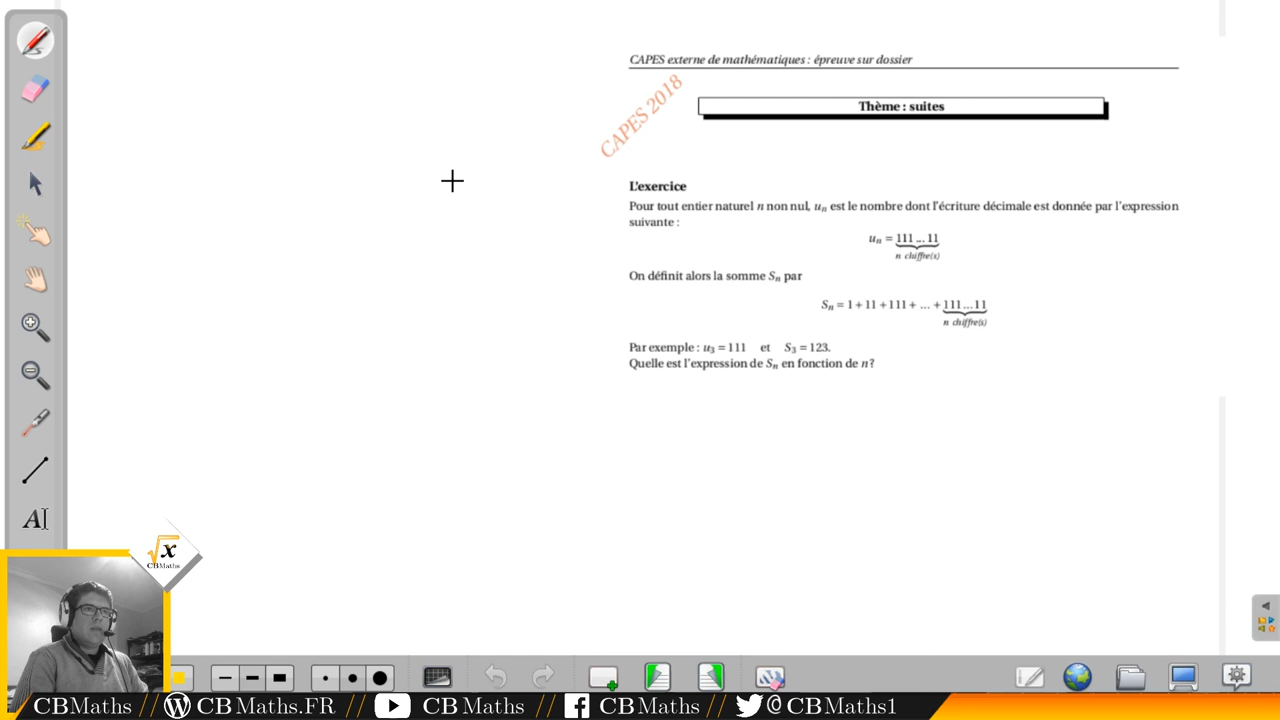 CAPES externe de mathématiques : épreuve sur dossier
CAPES 2018
Thème : suites
L'exercice
Pour tout entier naturel n non nul, uₙ est le nombre dont l'écriture décimale est donnée par l'expression
suivante :
uₙ = 111 ... 11
n chiffre(s)
On définit alors la somme Sₙ par
Sₙ = 1 + 11 + 111 + ... + 111 ... 11
n chiffre(s)
Par exemple : u₃ = 111 et S₃ = 123.
Quelle est l'expression de Sₙ en fonction de n ?
A
√x
CBMaths
CBMaths // CBMaths.FR // CBMaths // CBMaths // @CBMaths1